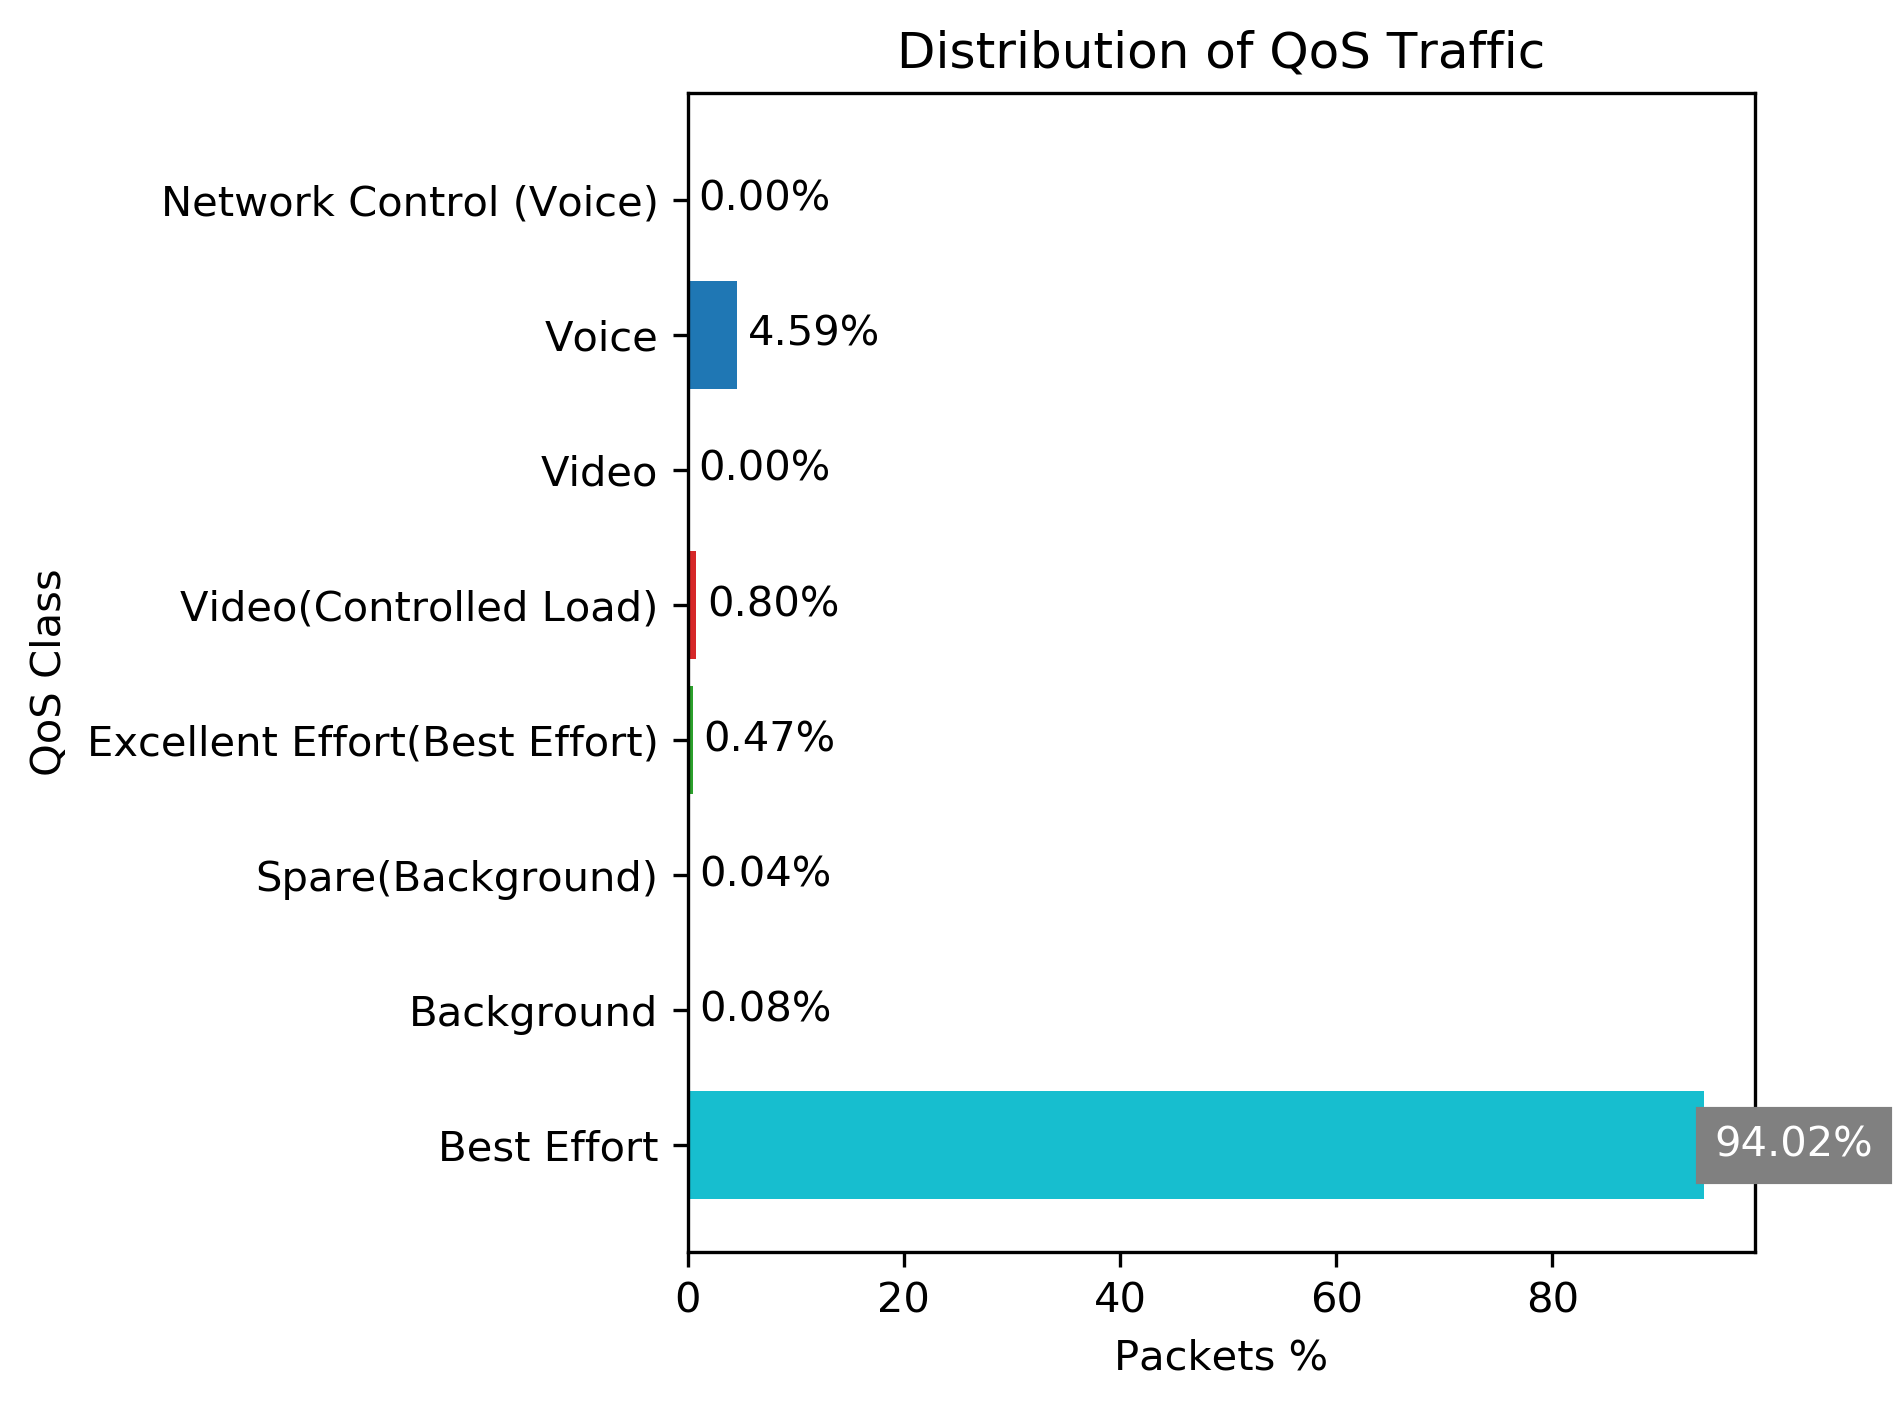 Distribution of QoS Traffic
QoS Class
Network Control (Voice) 0.00%
Voice 4.59%
Video 0.00%
Video(Controlled Load) 0.80%
Excellent Effort(Best Effort) 0.47%
Spare(Background) 0.04%
Background 0.08%
Best Effort 94.02%
0 20 40 60 80
Packets %